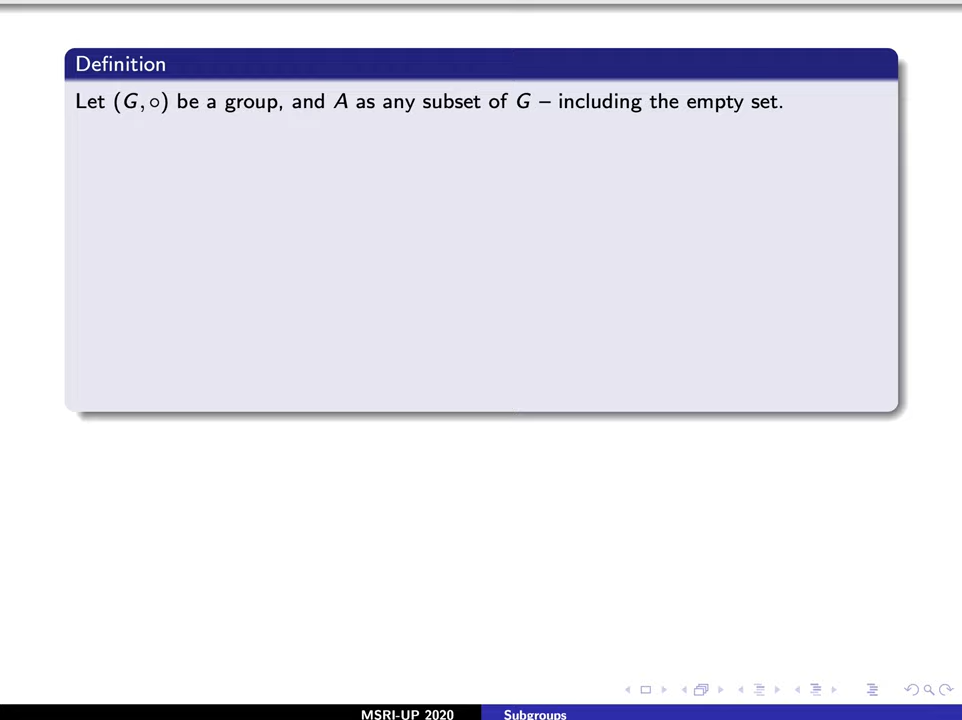 Definition
Let (G, ∘) be a group, and A as any subset of G – including the empty set.
MSRI-UP 2020 Subgroups